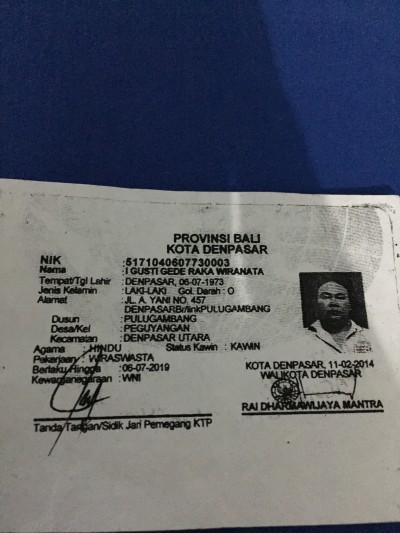 PROVINSI BALI
KOTA DENPASAR
NIK : 5171040607730003
Nama : I GUSTI GEDE RAKA WIRANATA
Tempat/Tgl Lahir : DENPASAR, 06-07-1973
Jenis Kelamin : LAKI-LAKI Gol. Darah : O
Alamat : JL. A. YANI NO. 457
DENPASARBr/linkPULUGAMBANG
Dusun : PULUGAMBANG
Desa/Kel : PEGUYANGAN
Kecamatan : DENPASAR UTARA
Agama : HINDU Status Kawin : KAWIN
Pekerjaan : WIRASWASTA
Berlaku Hingga : 06-07-2019
Kewarganegaraan : WNI
KOTA DENPASAR, 11-02-2014
WALIKOTA DENPASAR
RAI DHARMAWIJAYA MANTRA
Tanda Tangan/Sidik Jari Pemegang KTP